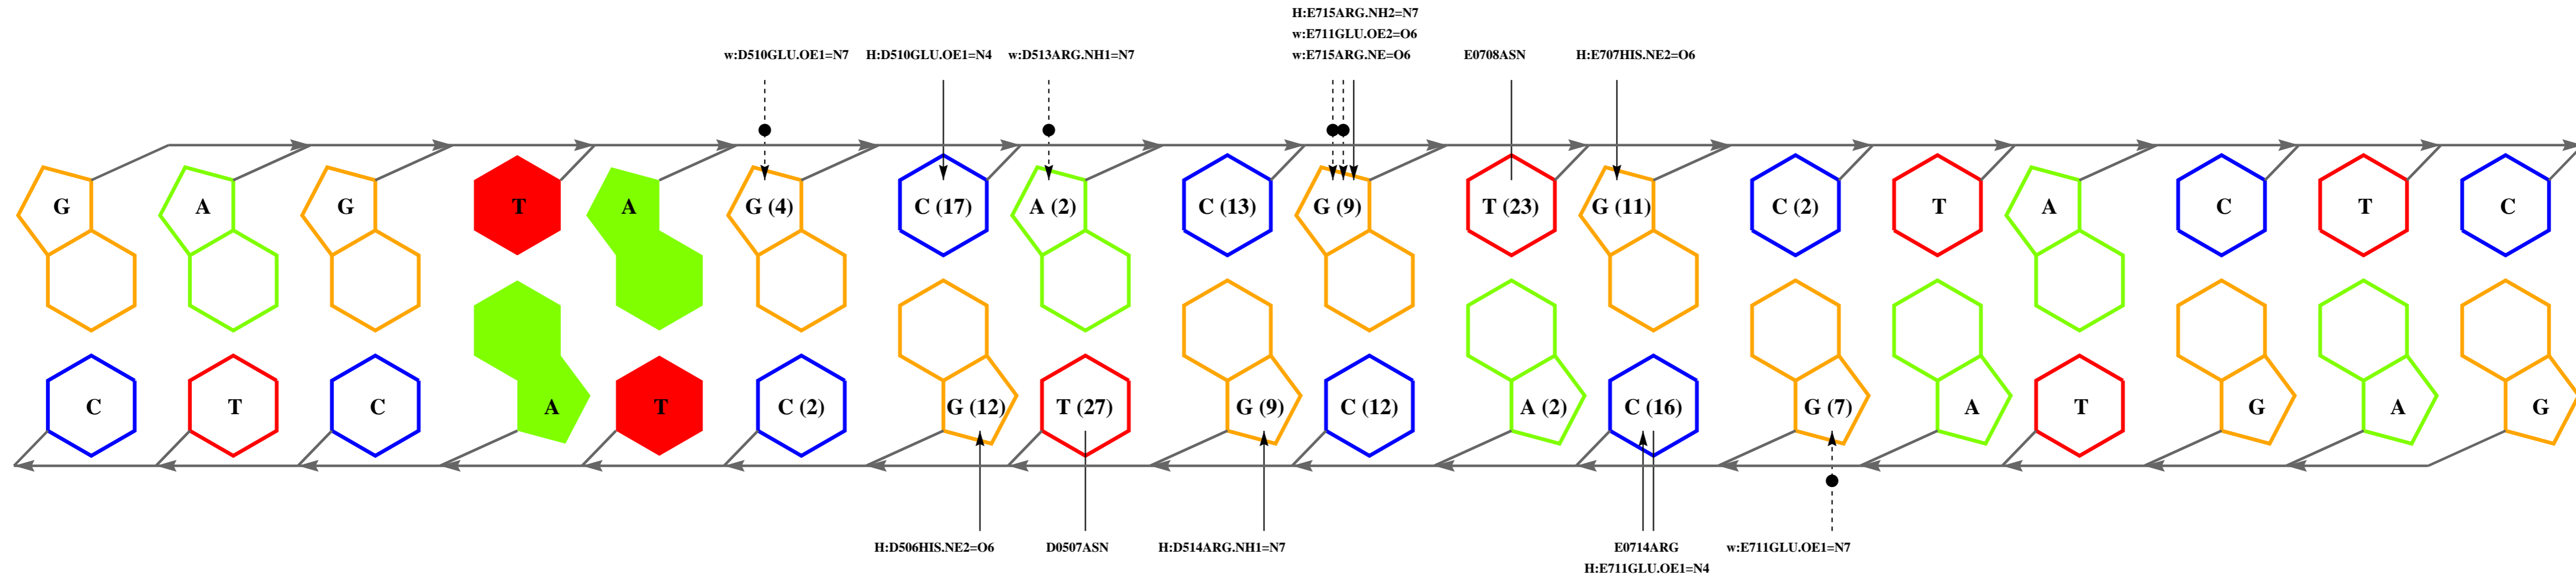 H:E715ARG.NH2=N7
w:E711GLU.OE2=O6
w:D510GLU.OE1=N7 H:D510GLU.OE1=N4 w:D513ARG.NH1=N7 w:E715ARG.NE=O6 E0708ASN H:E707HIS.NE2=O6
G A G T A G (4) C (17) A (2) C (13) G (9) T (23) G (11) C (2) T A C T C
C T C A T C (2) G (12) T (27) G (9) C (12) A (2) C (16) G (7) A T G A G
H:D506HIS.NE2=O6 D0507ASN H:D514ARG.NH1=N7 E0714ARG w:E711GLU.OE1=N7
H:E711GLU.OE1=N4